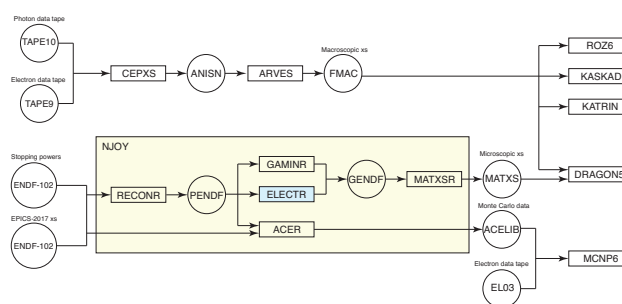 Photon data tape
TAPE10
Electron data tape
TAPE9
CEPXS
ANISN
ARVES
Macroscopic xs
FMAC
ROZ6
KASKAD
KATRIN
DRAGON5
Stopping powers
ENDF-102
EPICS-2017 xs
ENDF-102
NJOY
RECONR
PENDF
GAMINR
ELECTR
ACER
GENDF
MATXSR
Microscopic xs
MATXS
Monte Carlo data
ACELIB
Electron data tape
EL03
MCNP6